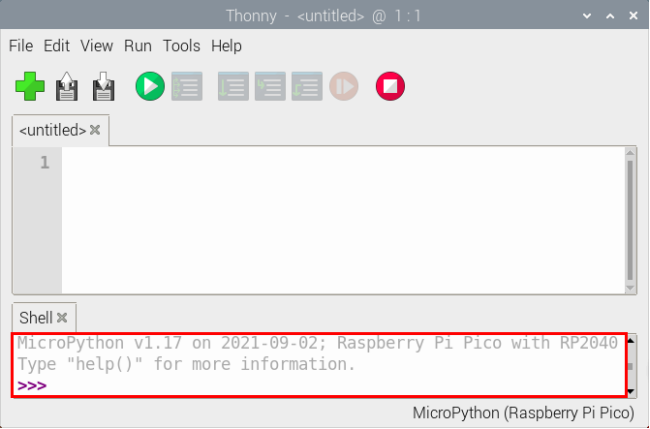 Thonny - <untitled> @ 1 : 1
File Edit View Run Tools Help
<untitled>
1
Shell
MicroPython v1.17 on 2021-09-02; Raspberry Pi Pico with RP2040
Type "help()" for more information.
>>>
MicroPython (Raspberry Pi Pico)